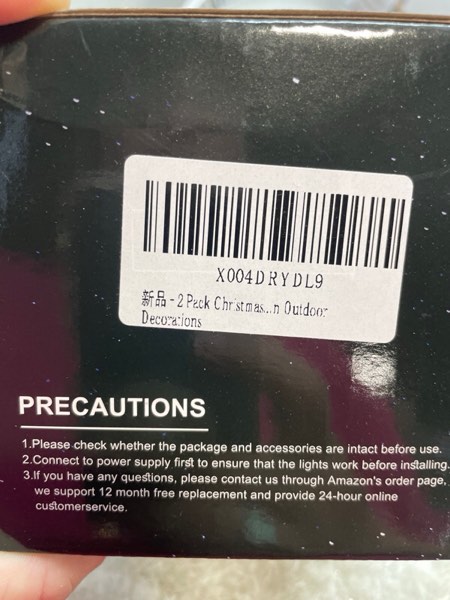 X004DRYDL9
新品 - 2 Pack Christmas...n Outdoor
Decorations
PRECAUTIONS
1.Please check whether the package and accessories are intact before use.
2.Connect to power supply first to ensure that the lights work before installing.
3.If you have any questions, please contact us through Amazon's order page,
we support 12 month free replacement and provide 24-hour online
customerservice.